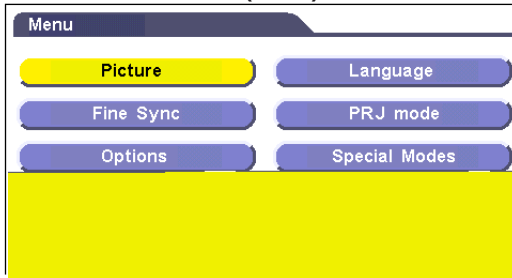 Menu
Picture
Language
Fine Sync
PRJ mode
Options
Special Modes